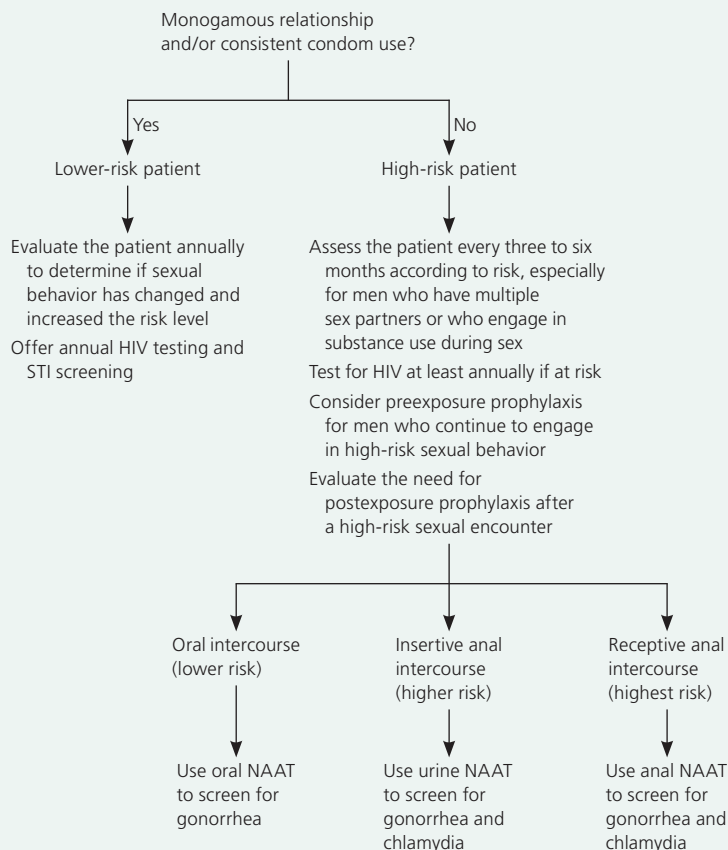 Monogamous relationship
and/or consistent condom use?
Yes
No
Lower-risk patient
High-risk patient
Evaluate the patient annually
to determine if sexual
behavior has changed and
increased the risk level
Offer annual HIV testing and
STI screening
Assess the patient every three to six
months according to risk, especially
for men who have multiple
sex partners or who engage in
substance use during sex
Test for HIV at least annually if at risk
Consider preexposure prophylaxis
for men who continue to engage
in high-risk sexual behavior
Evaluate the need for
postexposure prophylaxis after
a high-risk sexual encounter
Oral intercourse
(lower risk)
Insertive anal
intercourse
(higher risk)
Receptive anal
intercourse
(highest risk)
Use oral NAAT
to screen for
gonorrhea
Use urine NAAT
to screen for
gonorrhea and
chlamydia
Use anal NAAT
to screen for
gonorrhea and
chlamydia